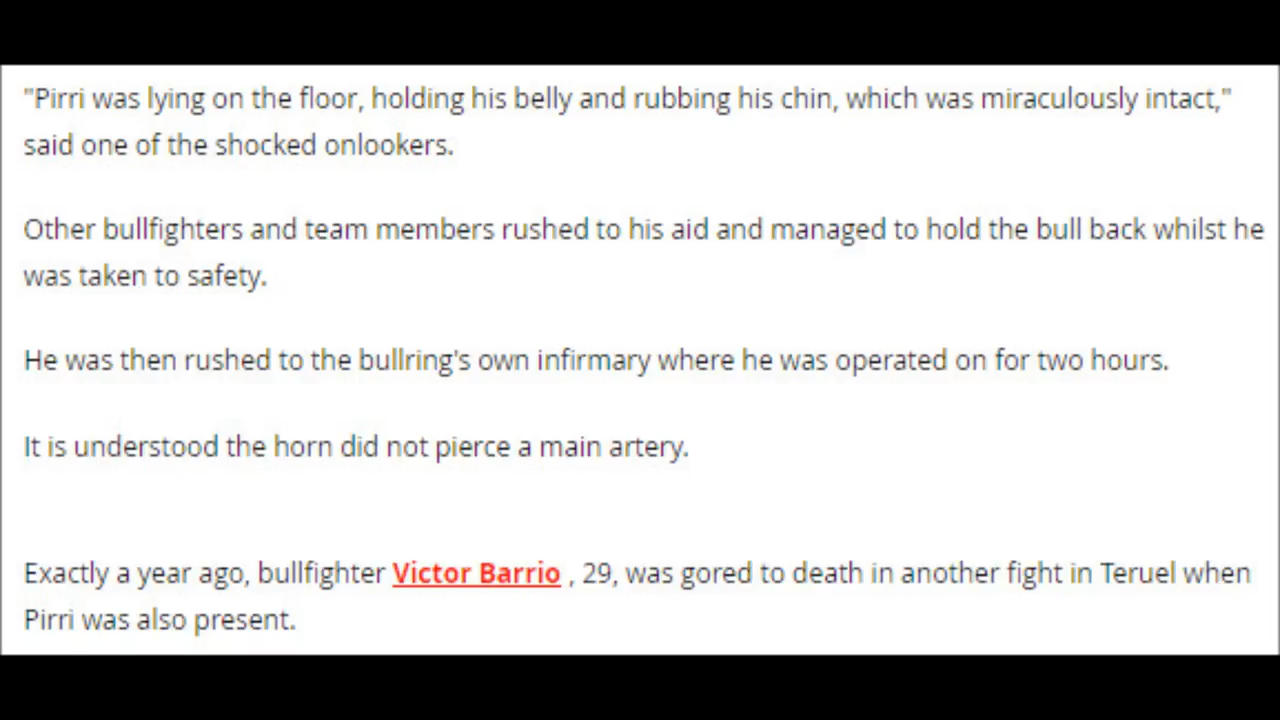 "Pirri was lying on the floor, holding his belly and rubbing his chin, which was miraculously intact,"
said one of the shocked onlookers.
Other bullfighters and team members rushed to his aid and managed to hold the bull back whilst he
was taken to safety.
He was then rushed to the bullring's own infirmary where he was operated on for two hours.
It is understood the horn did not pierce a main artery.
Exactly a year ago, bullfighter Victor Barrio , 29, was gored to death in another fight in Teruel when
Pirri was also present.